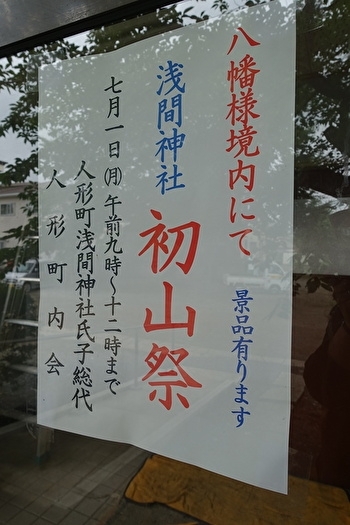 八幡様境内にて
景品有ります
浅間神社
初山祭
七月一日(月)午前九時〜十二時まで
人形町浅間神社氏子総代
人形町内会